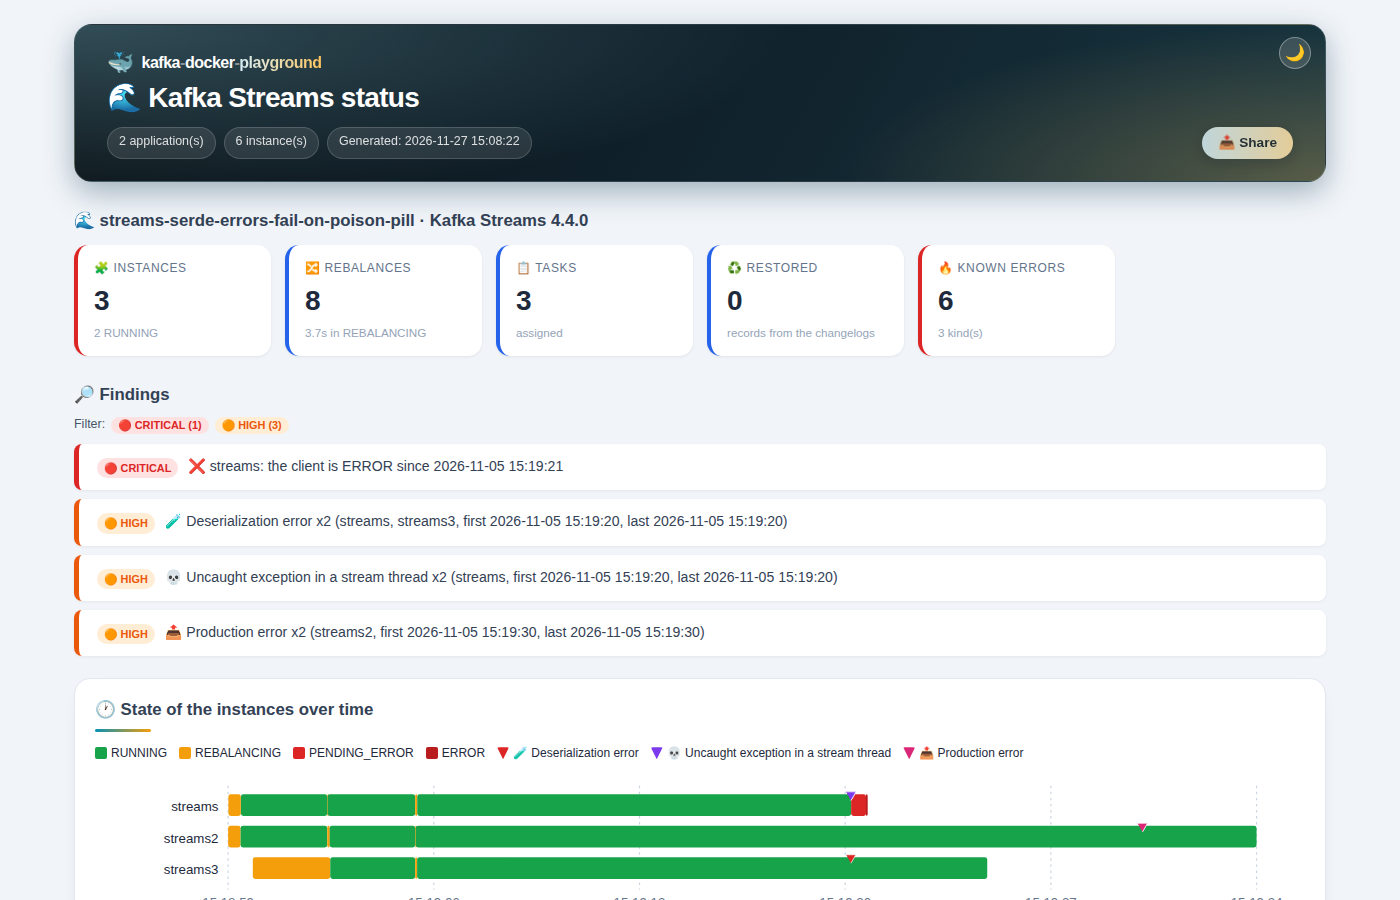 kafka-docker-playground
Kafka Streams status
2 application(s) 6 instance(s) Generated: 2026-11-27 15:08:22
Share
streams-serde-errors-fail-on-poison-pill · Kafka Streams 4.4.0
INSTANCES
3
2 RUNNING
REBALANCES
8
3.7s in REBALANCING
TASKS
3
assigned
RESTORED
0
records from the changelogs
KNOWN ERRORS
6
3 kind(s)
Findings
Filter: CRITICAL (1) HIGH (3)
CRITICAL streams: the client is ERROR since 2026-11-05 15:19:21
HIGH Deserialization error x2 (streams, streams3, first 2026-11-05 15:19:20, last 2026-11-05 15:19:20)
HIGH Uncaught exception in a stream thread x2 (streams, first 2026-11-05 15:19:20, last 2026-11-05 15:19:20)
HIGH Production error x2 (streams2, first 2026-11-05 15:19:30, last 2026-11-05 15:19:30)
State of the instances over time
RUNNING REBALANCING PENDING_ERROR ERROR Deserialization error Uncaught exception in a stream thread Production error
streams
streams2
streams3